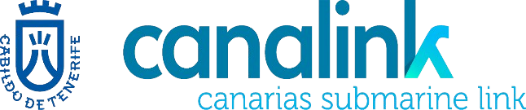 CABILDO DE TENERIFE
canalink
canarias submarine link